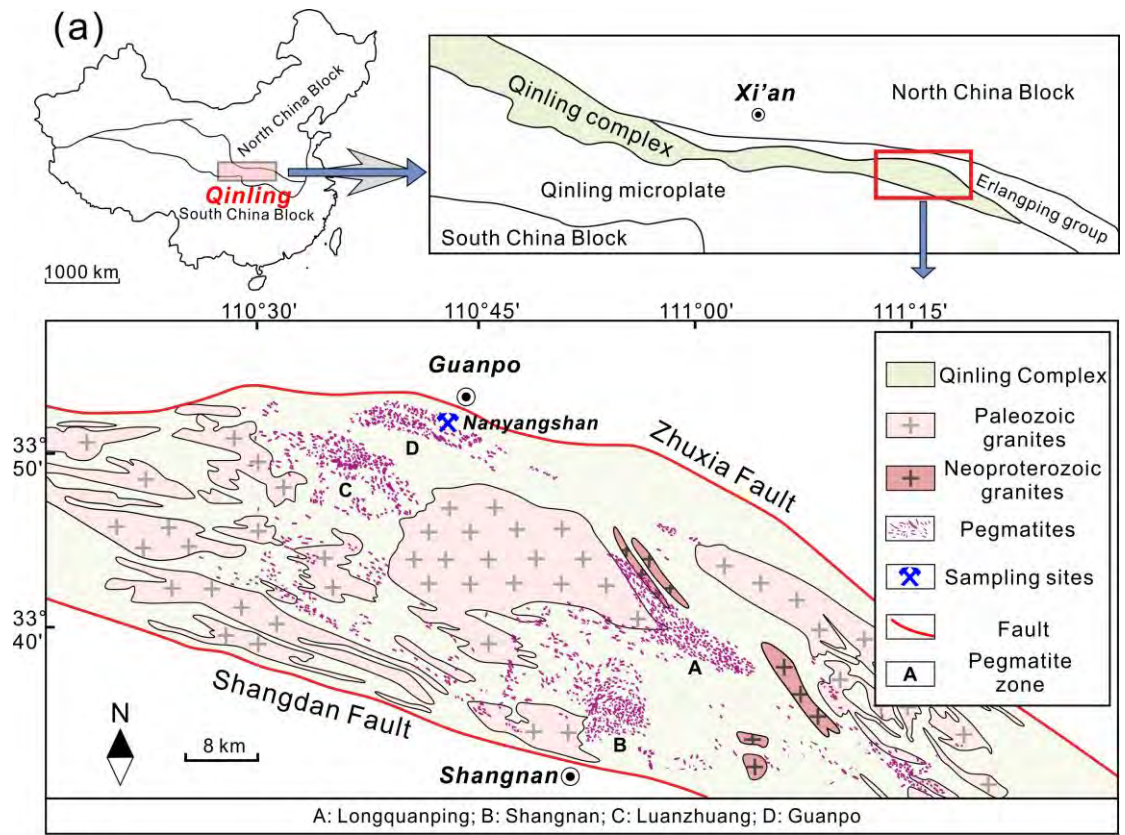 (a)
North China Block
Qinling
South China Block
1000 km
Qinling complex
Xi'an
North China Block
Qinling microplate
Erlangping group
South China Block
110°30'
110°45'
111°00'
111°15'
33°
50'
33°
40'
Guanpo
Nanyangshan
D
C
Zhuxia Fault
A
B
Shangdan Fault
N
8 km
Shangnan
Qinling Complex
Paleozoic
granites
Neoproterozoic
granites
Pegmatites
Sampling sites
Fault
A
Pegmatite
zone
A: Longquanping; B: Shangnan; C: Luanzhuang; D: Guanpo